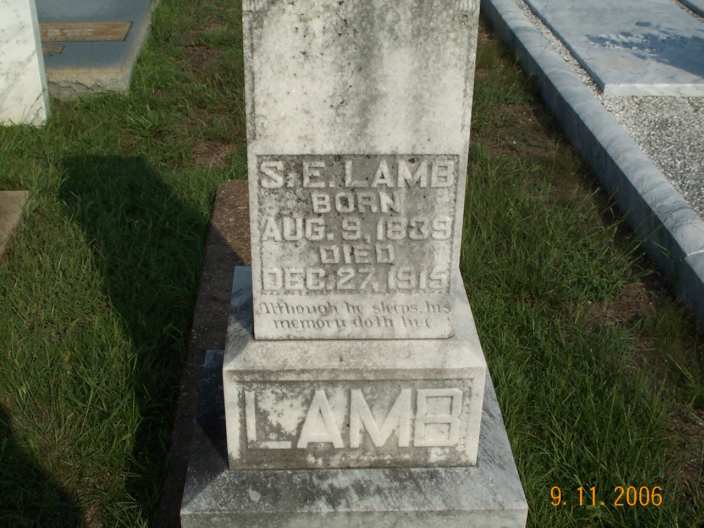 S. E. LAMB
BORN
AUG. 9, 1839
DIED
DEC. 27, 1915
Although he sleeps, his
memory doth live
LAMB
9.11.2006